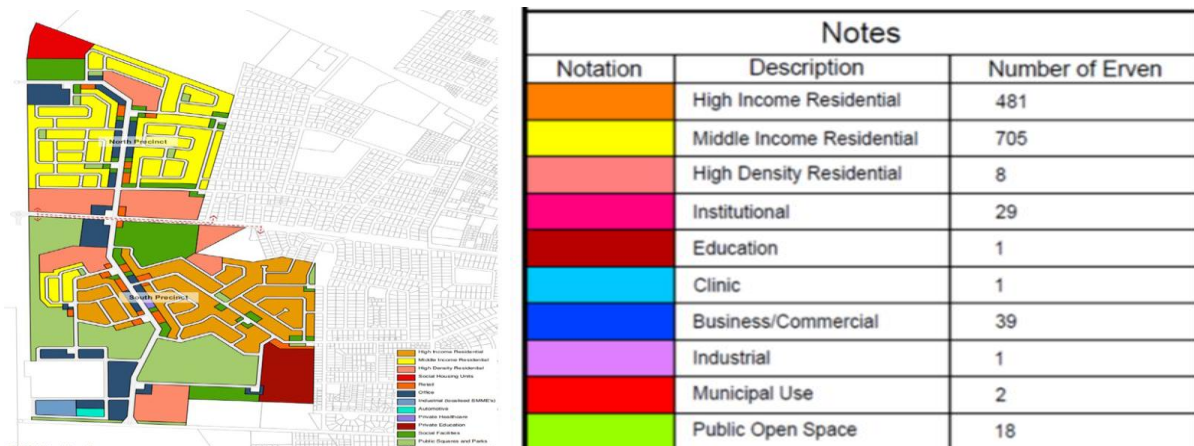 North Precinct
South Precinct
High Income Residential
Middle Income Residential
High Density Residential
Social Housing Units
Retail
Office
Industrial (localised SMME's)
Automotive
Private Healthcare
Private Education
Social Facilities
Public Squares and Parks
Notes
Notation Description Number of Erven
High Income Residential 481
Middle Income Residential 705
High Density Residential 8
Institutional 29
Education 1
Clinic 1
Business/Commercial 39
Industrial 1
Municipal Use 2
Public Open Space 18